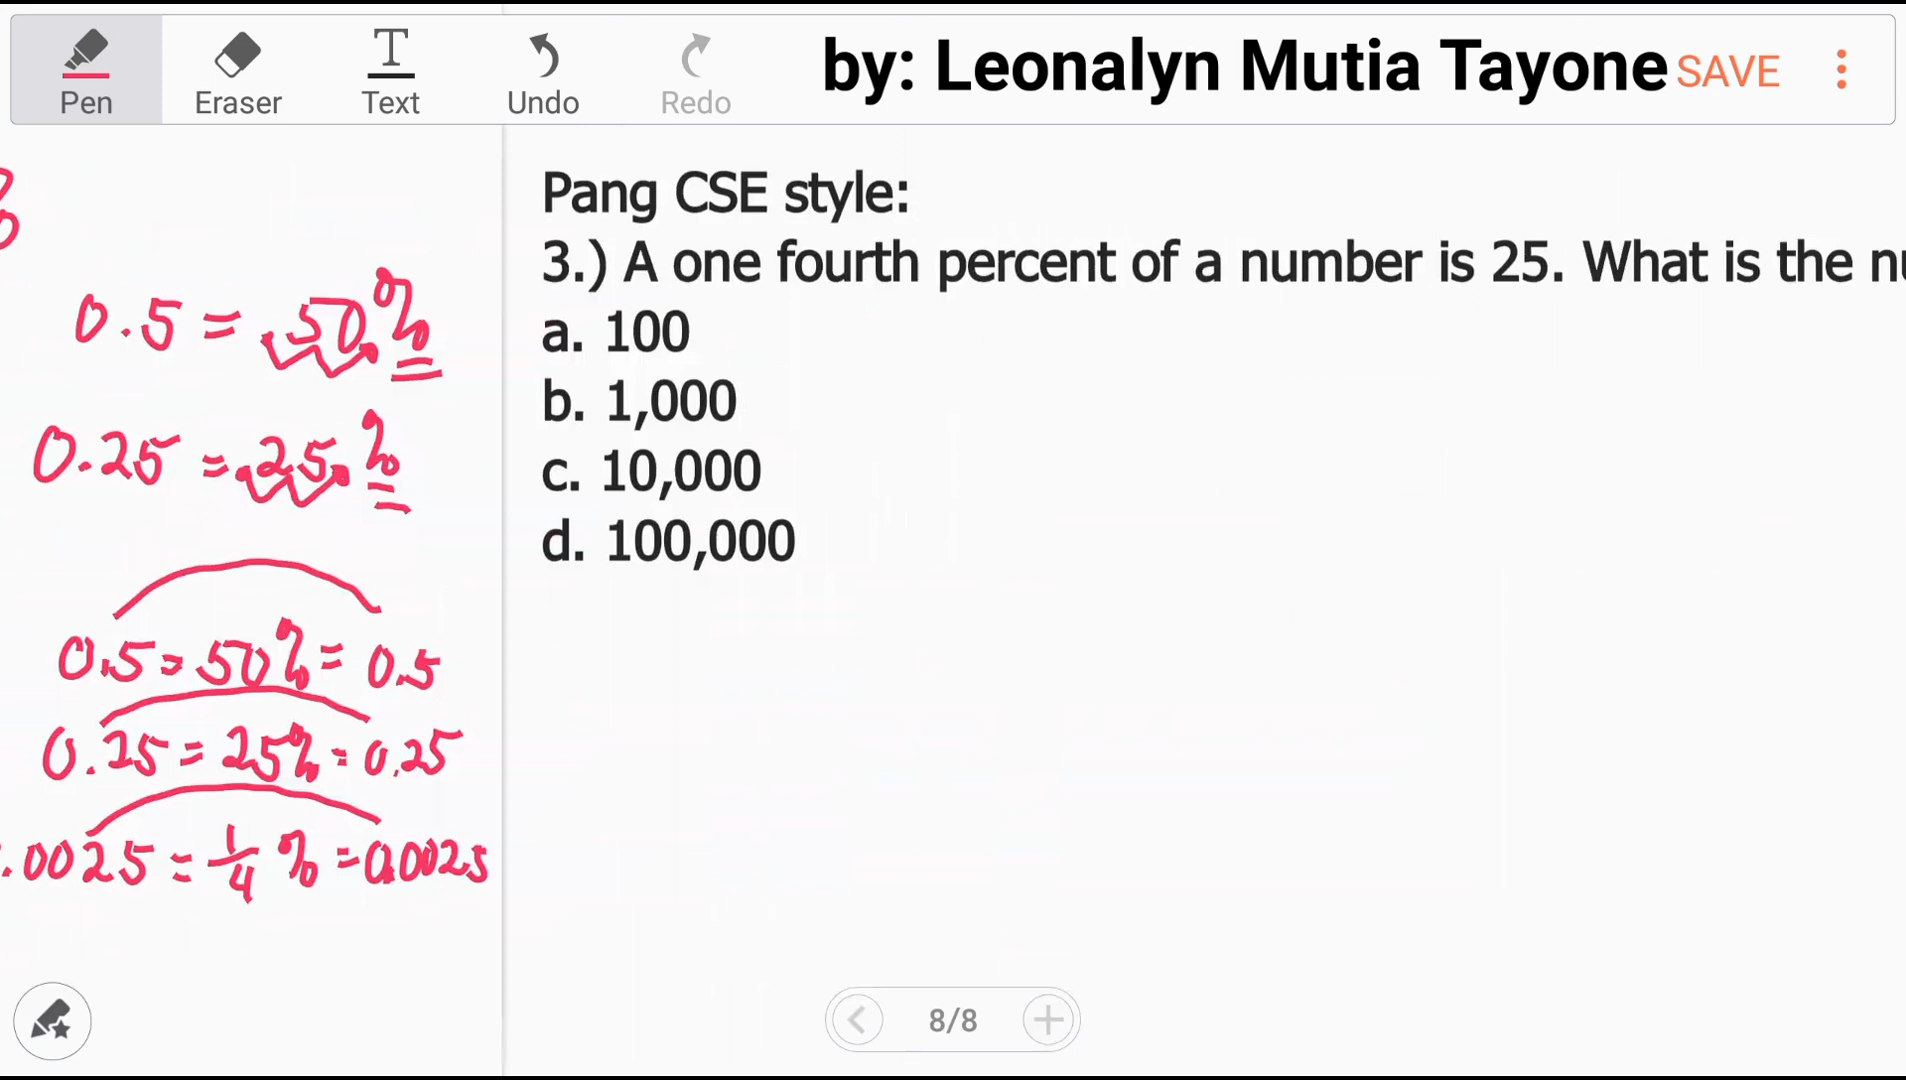 Pen
Eraser
Text
Undo
Redo
by: Leonalyn Mutia Tayone
SAVE
%
0.5 = .50.%
0.25 = .25.%
0.5 = 50% = 0.5
0.25 = 25% = 0.25
.0025 = 1/4 % = 0.0025
Pang CSE style:
3.) A one fourth percent of a number is 25. What is the
a. 100
b. 1,000
c. 10,000
d. 100,000
8/8